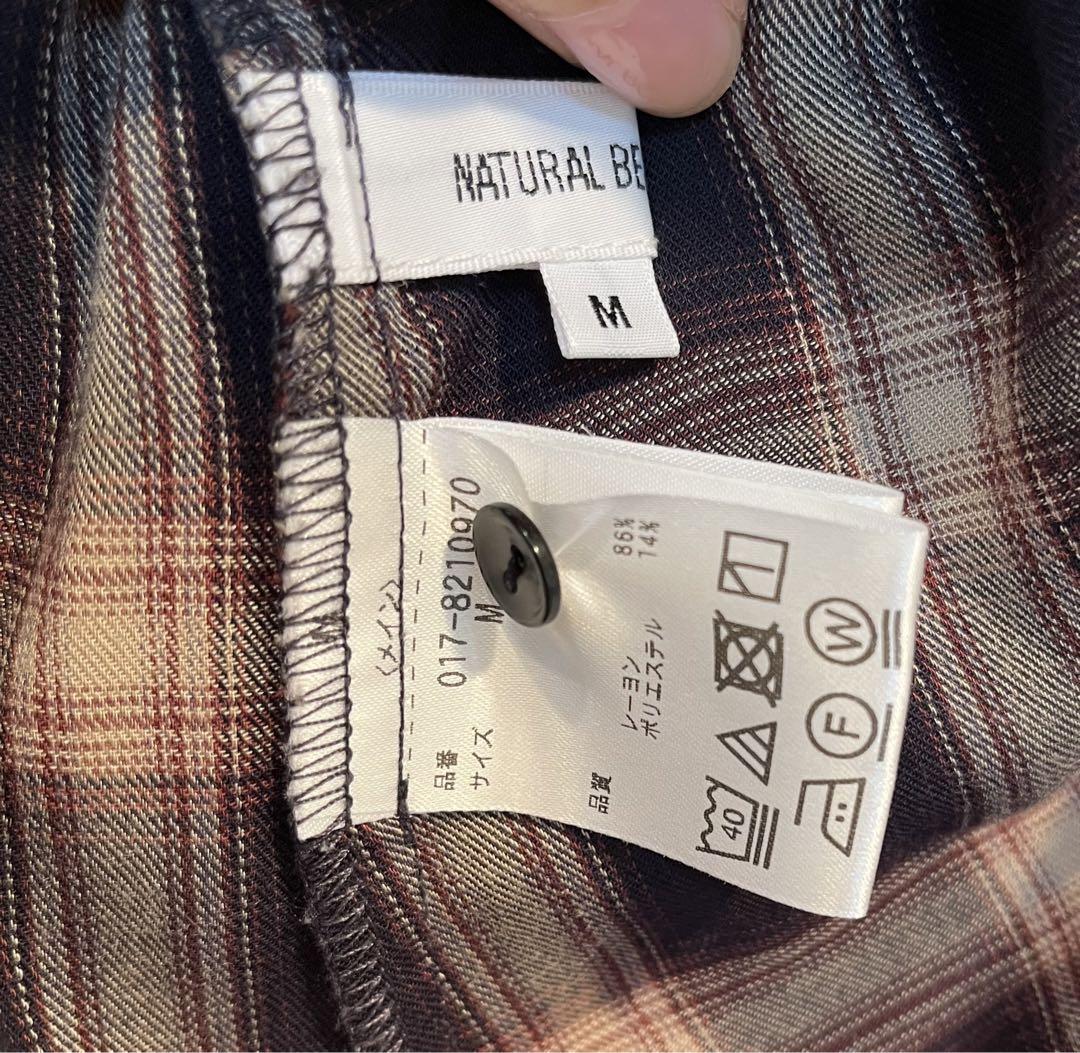 NATURAL BE
M
〈メイン〉
品番 017-8210970
サイズ M
品質 レーヨン 86%
ポリエステル 14%
40
F
W